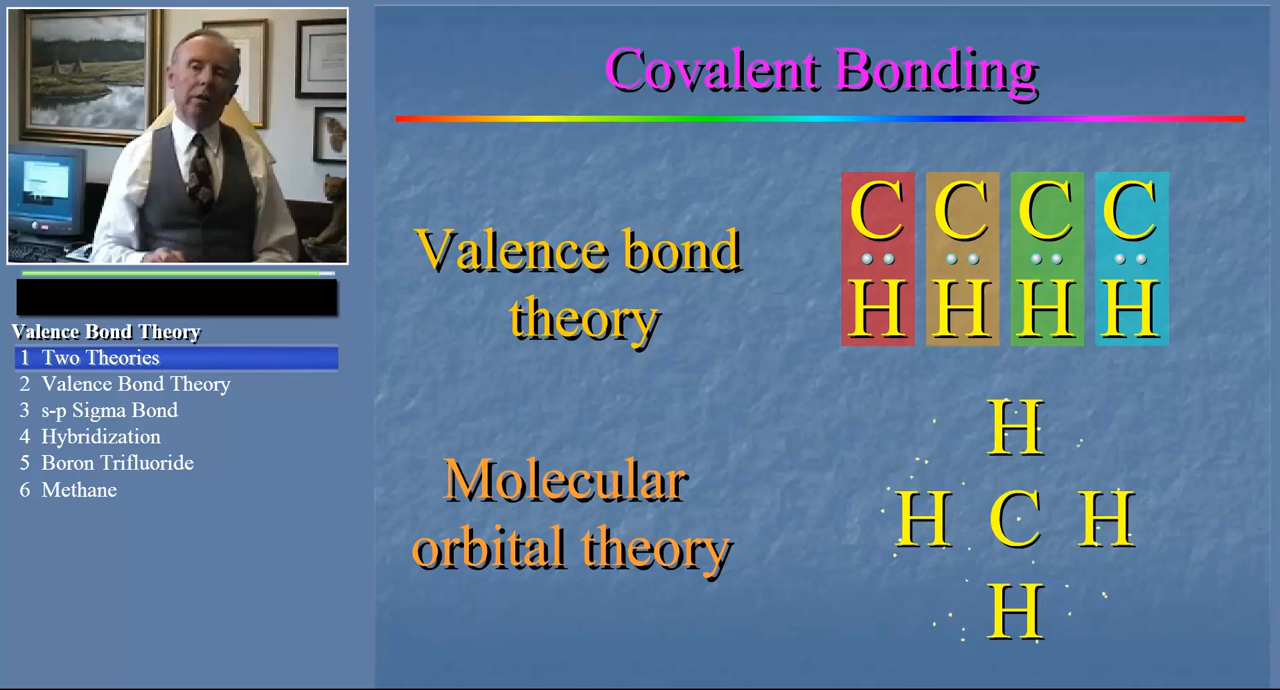 Covalent Bonding
Valence bond
theory
C C C C
H H H H
Molecular
orbital theory
H
H C H
H
Valence Bond Theory
1 Two Theories
2 Valence Bond Theory
3 s-p Sigma Bond
4 Hybridization
5 Boron Trifluoride
6 Methane